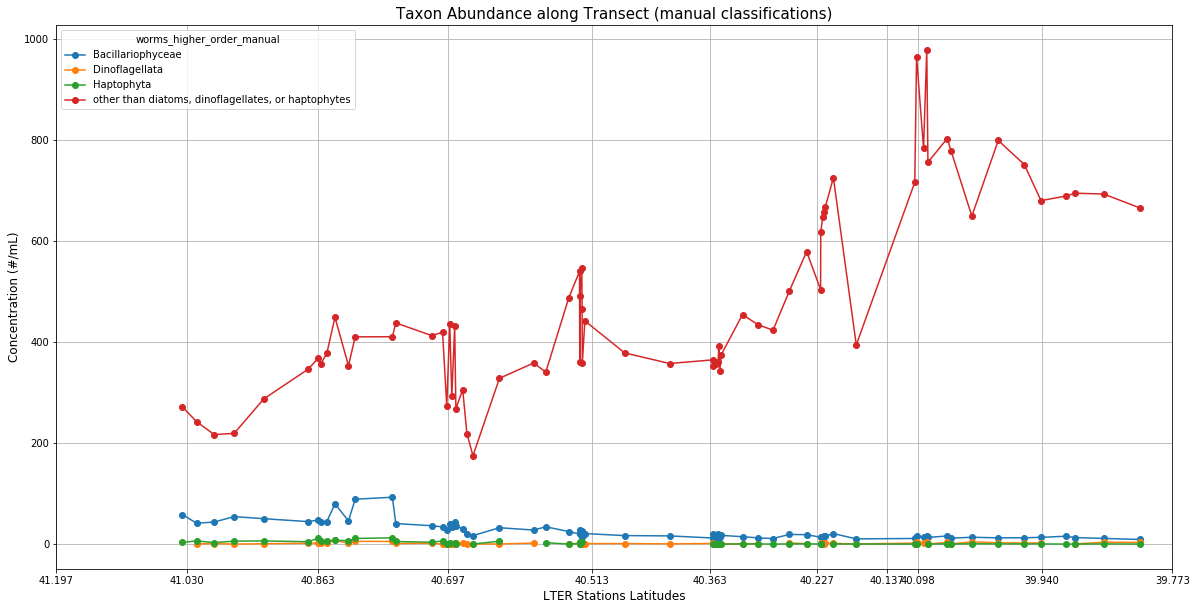 Taxon Abundance along Transect (manual classifications)
worms_higher_order_manual
Bacillariophyceae
Dinoflagellata
Haptophyta
other than diatoms, dinoflagellates, or haptophytes
Concentration (#/mL)
1000
800
600
400
200
0
41.197 41.030 40.863 40.697 40.513 40.363 40.227 40.137 40.098 39.940 39.773
LTER Stations Latitudes